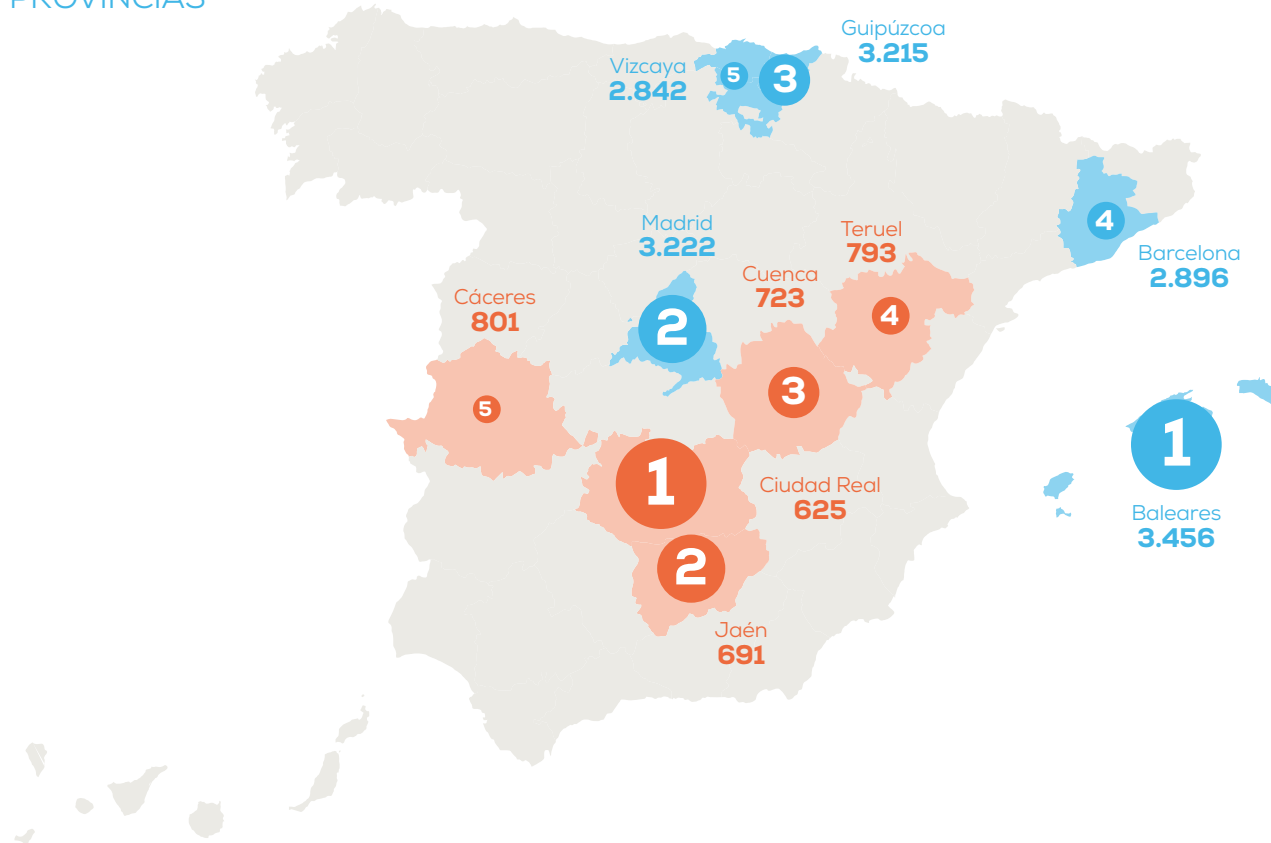 PROVINCIAS
Guipúzcoa
3.215
Vizcaya
2.842
5
3
Madrid
3.222
2
Teruel
793
4
Cuenca
723
3
4
Barcelona
2.896
Cáceres
801
5
1
Ciudad Real
625
2
Jaén
691
1
Baleares
3.456